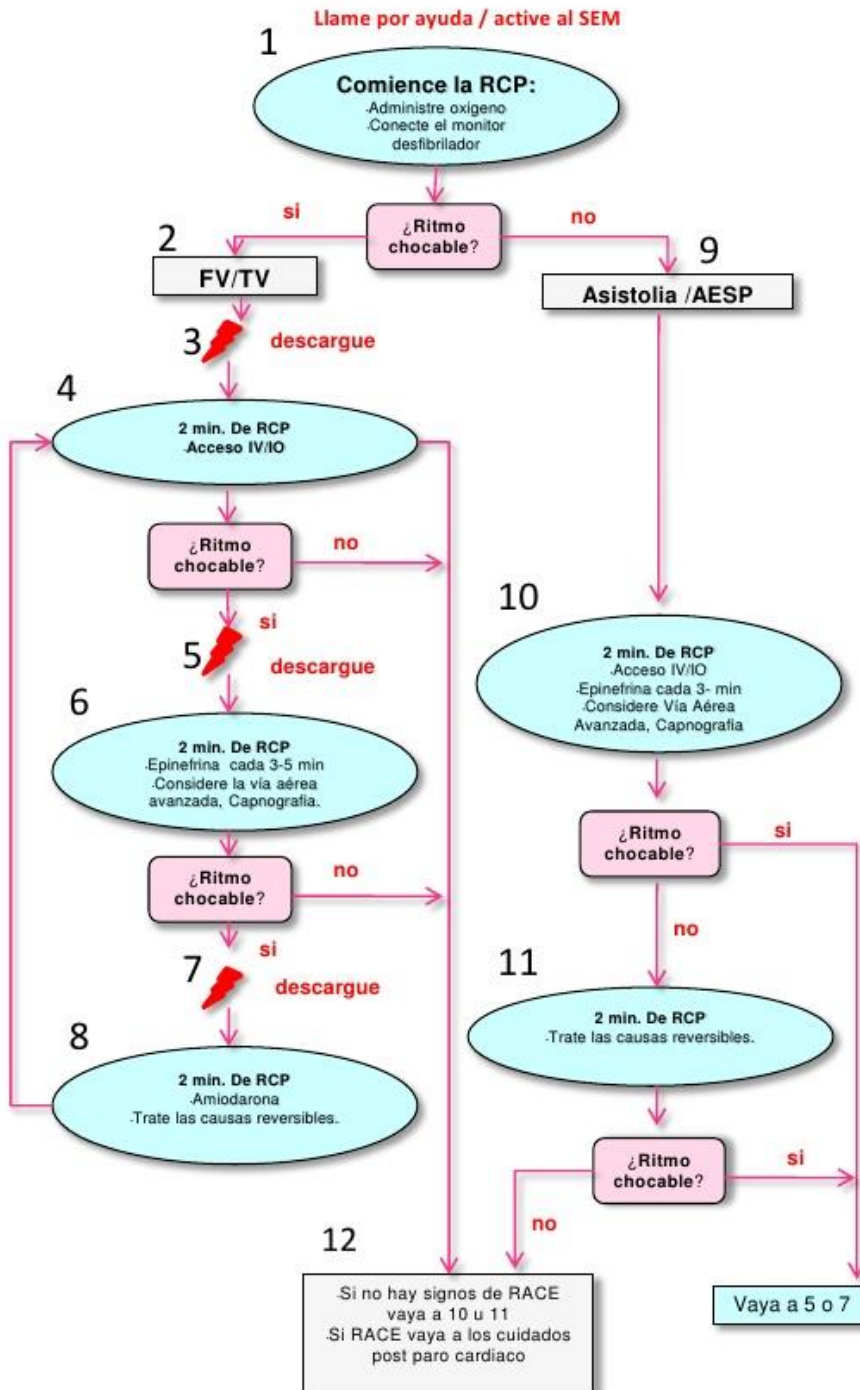 Llame por ayuda / active al SEM
1
Comience la RCP:
-Administre oxigeno
-Conecte el monitor
desfibrilador
¿Ritmo
chocable?
si
no
2
FV/TV
9
Asistolia /AESP
3
descargue
4
2 min. De RCP
-Acceso IV/IO
¿Ritmo
chocable?
no
si
5
descargue
6
2 min. De RCP
-Epinefrina cada 3-5 min
-Considere la vía aérea
avanzada, Capnografia.
¿Ritmo
chocable?
no
si
7
descargue
8
2 min. De RCP
-Amiodarona
-Trate las causas reversibles.
10
2 min. De RCP
-Acceso IV/IO
-Epinefrina cada 3- min
-Considere Vía Aérea
Avanzada, Capnografia
¿Ritmo
chocable?
si
no
11
2 min. De RCP
-Trate las causas reversibles.
¿Ritmo
chocable?
si
no
12
-Si no hay signos de RACE
vaya a 10 u 11
-Si RACE vaya a los cuidados
post paro cardiaco
Vaya a 5 o 7